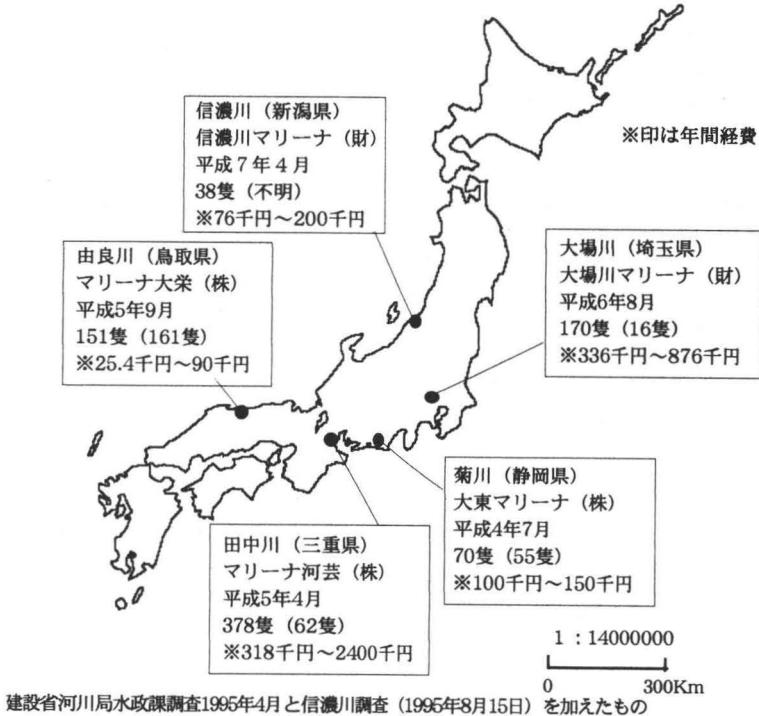 信濃川（新潟県）
信濃川マリーナ（財）
平成7年4月
38隻（不明）
※76千円～200千円
※印は年間経費
由良川（鳥取県）
マリーナ大栄（株）
平成5年9月
151隻（161隻）
※25.4千円～90千円
大場川（埼玉県）
大場川マリーナ（財）
平成6年8月
170隻（16隻）
※336千円～876千円
菊川（静岡県）
大東マリーナ（株）
平成4年7月
70隻（55隻）
※100千円～150千円
田中川（三重県）
マリーナ河芸（株）
平成5年4月
378隻（62隻）
※318千円～2400千円
1：14000000
0 300Km
建設省河川局水政課調査1995年4月と信濃川調査（1995年8月15日）を加えたもの